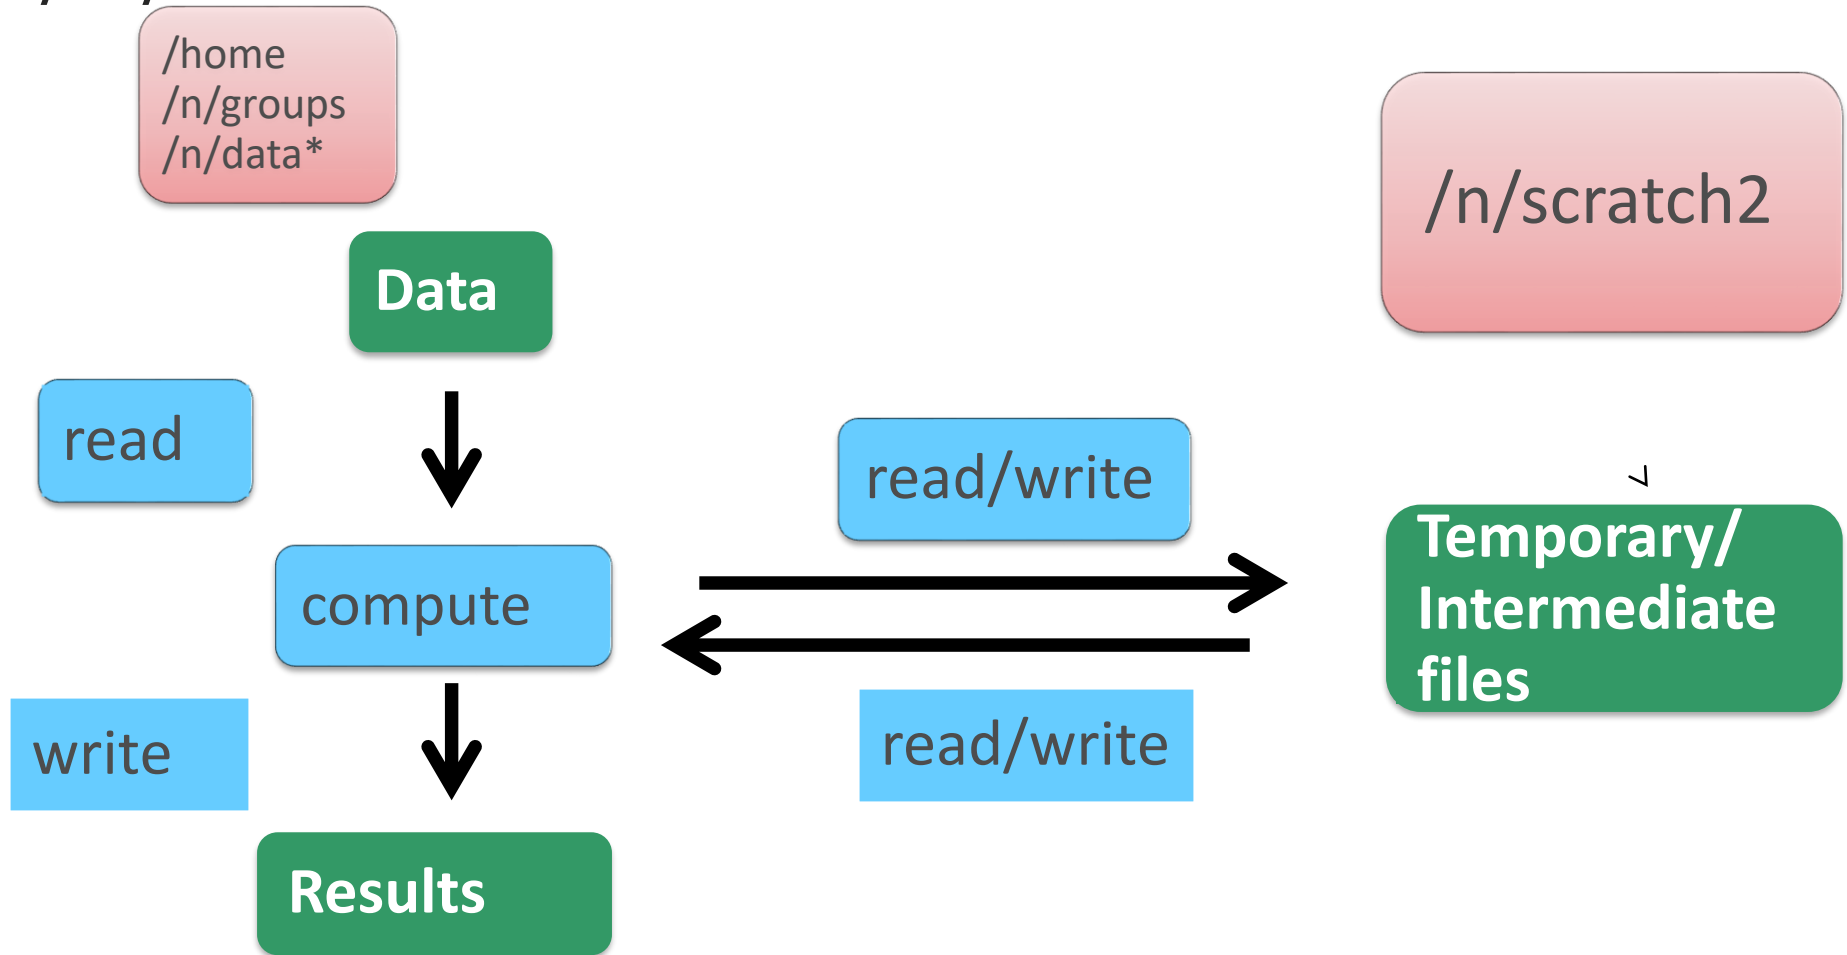 /home
/n/groups
/n/data*
/n/scratch2
Data
read
read/write
Temporary/
Intermediate
files
compute
write
read/write
Results